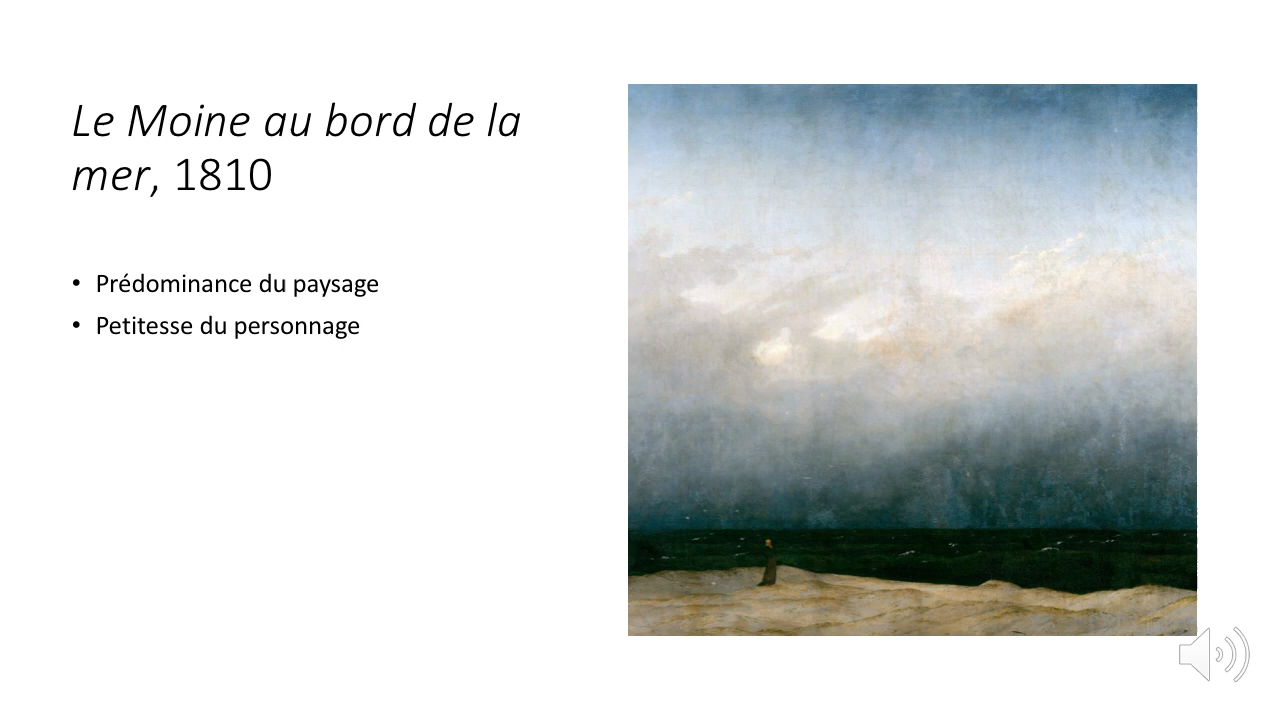 Le Moine au bord de la
mer, 1810
• Prédominance du paysage
• Petitesse du personnage